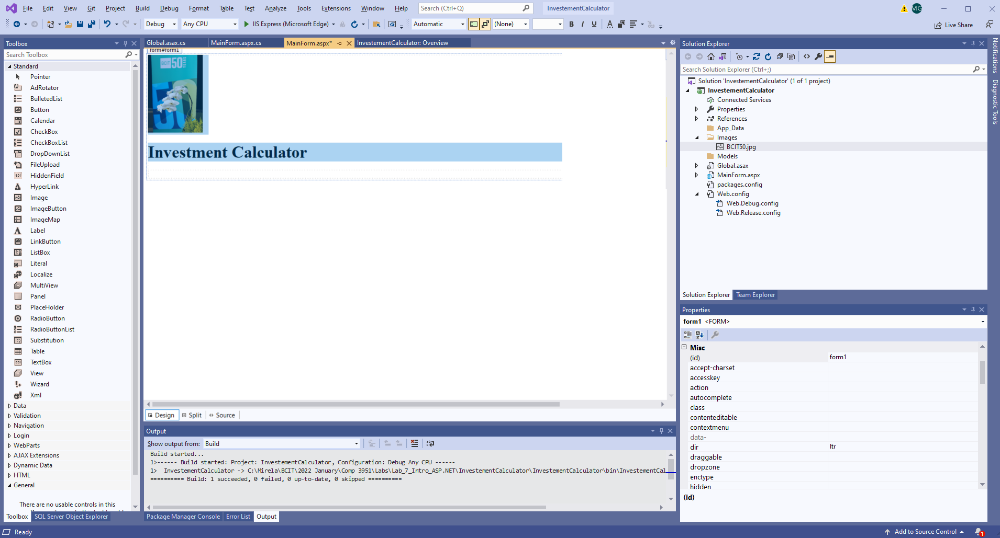 File Edit View Git Project Build Debug Format Table Test Analyze Tools Extensions Window Help Search (Ctrl+Q) InvestementCalculator MG
Debug Any CPU IIS Express (Microsoft Edge) Automatic (None) B I U A Live Share
Toolbox
Search Toolbox
Standard
Pointer
AdRotator
BulletedList
Button
Calendar
CheckBox
CheckBoxList
DropDownList
FileUpload
HiddenField
HyperLink
Image
ImageButton
ImageMap
Label
LinkButton
ListBox
Literal
Localize
MultiView
Panel
PlaceHolder
RadioButton
RadioButtonList
Substitution
Table
TextBox
View
Wizard
Xml
Data
Validation
Navigation
Login
WebParts
AJAX Extensions
Dynamic Data
HTML
General
There are no usable controls in this
Toolbox SQL Server Object Explorer
Global.asax.cs MainForm.aspx.cs MainForm.aspx* InvestementCalculator: Overview
form#form1
BCIT 50 YEARS
50
Investment Calculator
Design Split Source
Output
Show output from: Build
Build started...
1>------ Build started: Project: InvestementCalculator, Configuration: Debug Any CPU ------
1>  InvestementCalculator -> C:\Mirela\BCIT\2022 January\Comp 3951\Labs\Lab_7_Intro_ASP.NET\InvestementCalculator\InvestementCalculator\bin\InvestementCal
========== Build: 1 succeeded, 0 failed, 0 up-to-date, 0 skipped ==========
Package Manager Console Error List Output
Solution Explorer
Search Solution Explorer (Ctrl+;)
Solution 'InvestementCalculator' (1 of 1 project)
InvestementCalculator
Connected Services
Properties
References
App_Data
Images
BCIT50.jpg
Models
Global.asax
MainForm.aspx
packages.config
Web.config
Web.Debug.config
Web.Release.config
Solution Explorer Team Explorer
Properties
form1 <FORM>
Misc
(id) form1
accept-charset
accesskey
action
autocomplete
class
contenteditable
contextmenu
data-
dir ltr
draggable
dropzone
enctype
hidden
(id)
Notifications
Diagnostic Tools
Ready Add to Source Control 1